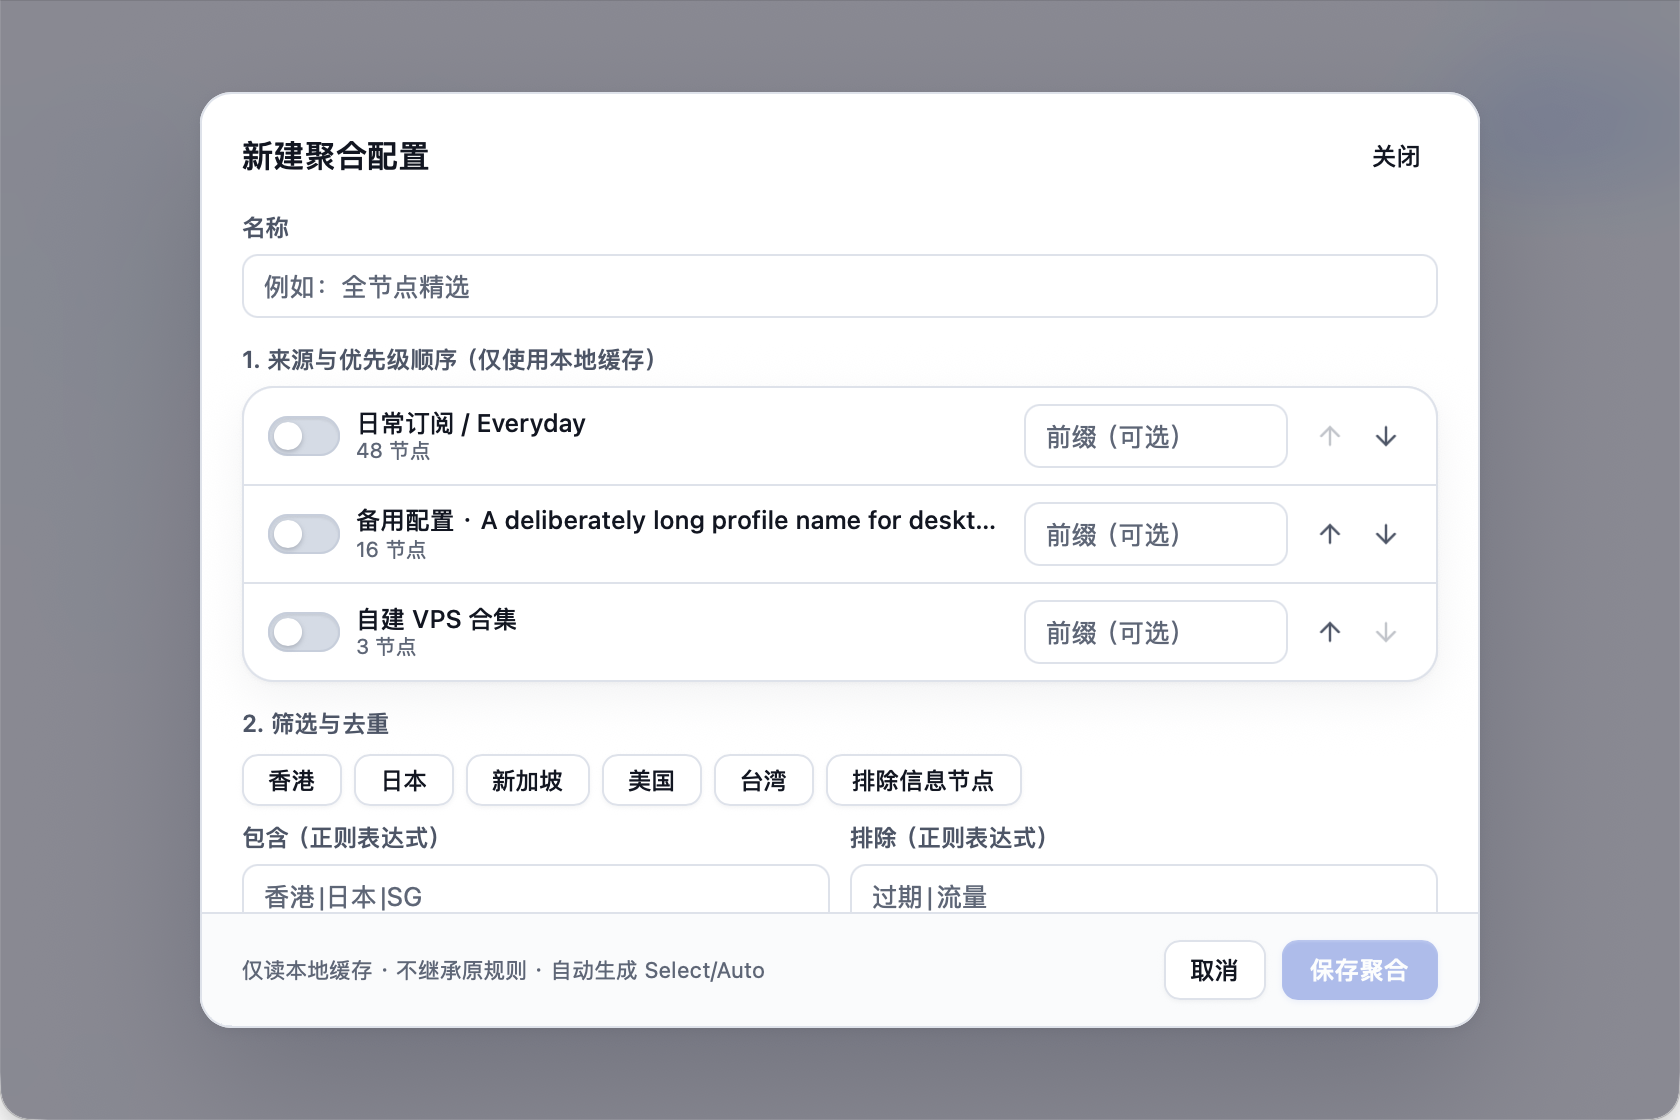 新建聚合配置
关闭
名称
例如：全节点精选
1. 来源与优先级顺序（仅使用本地缓存）
日常订阅 / Everyday
48 节点
前缀（可选）
备用配置 · A deliberately long profile name for deskt...
16 节点
前缀（可选）
自建 VPS 合集
3 节点
前缀（可选）
2. 筛选与去重
香港
日本
新加坡
美国
台湾
排除信息节点
包含（正则表达式）
排除（正则表达式）
香港|日本|SG
过期|流量
仅读本地缓存 · 不继承原规则 · 自动生成 Select/Auto
取消
保存聚合